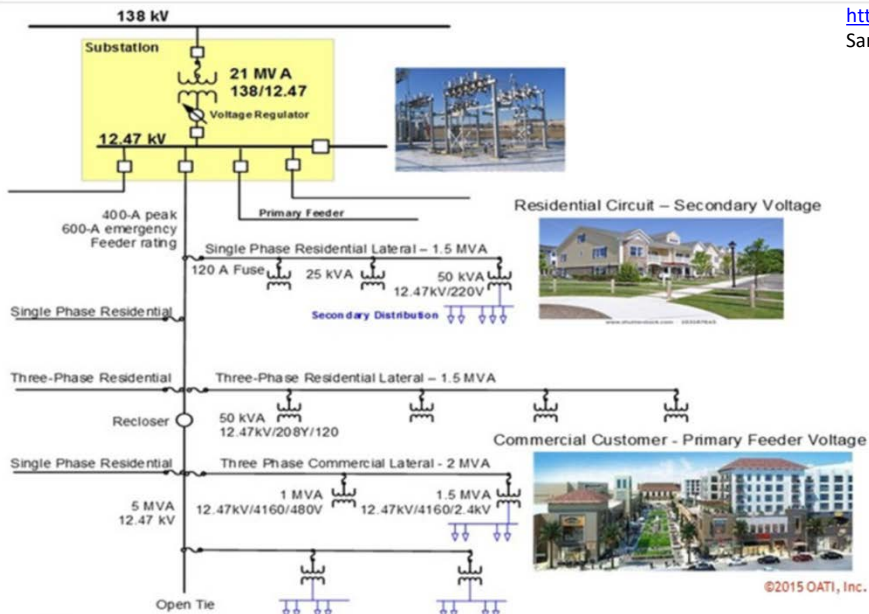 138 kV
htt
San
Substation
21 MVA
138/12.47
Voltage Regulator
12.47 kV
400-A peak
600-A emergency
Feeder rating
Primary Feeder
Residential Circuit – Secondary Voltage
Single Phase Residential Lateral – 1.5 MVA
120 A Fuse
25 kVA
50 kVA
12.47kV/220V
Secondary Distribution
Single Phase Residential
Three-Phase Residential
Three-Phase Residential Lateral – 1.5 MVA
Recloser
50 kVA
12.47kV/208Y/120
Commercial Customer - Primary Feeder Voltage
Single Phase Residential
Three Phase Commercial Lateral - 2 MVA
5 MVA
12.47 kV
1 MVA
12.47kV/4160/480V
1.5 MVA
12.47kV/4160/2.4kV
©2015 OATI, Inc.
Open Tie